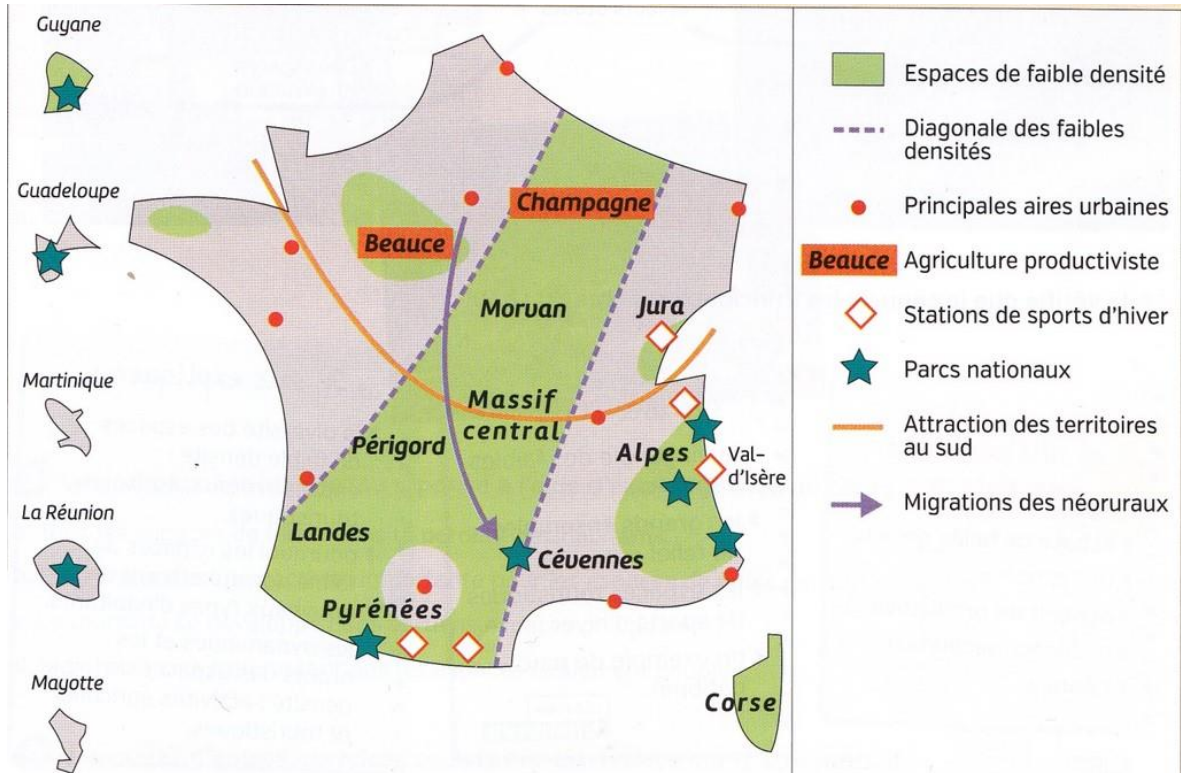 Guyane
Guadeloupe
Martinique
La Réunion
Mayotte
Champagne
Beauce
Morvan
Jura
Massif
central
Périgord
Alpes
Val-
d'Isère
Landes
Cévennes
Pyrénées
Corse
Espaces de faible densité
Diagonale des faibles
densités
Principales aires urbaines
Beauce Agriculture productiviste
Stations de sports d'hiver
Parcs nationaux
Attraction des territoires
au sud
Migrations des néoruraux